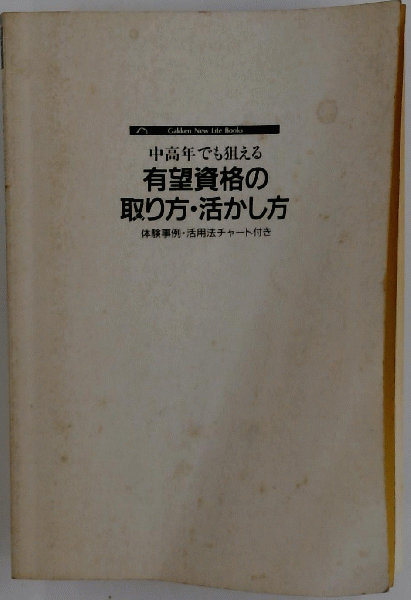 Gakken New Life Books
中高年でも狙える
有望資格の
取り方・活かし方
体験事例・活用法チャート付き